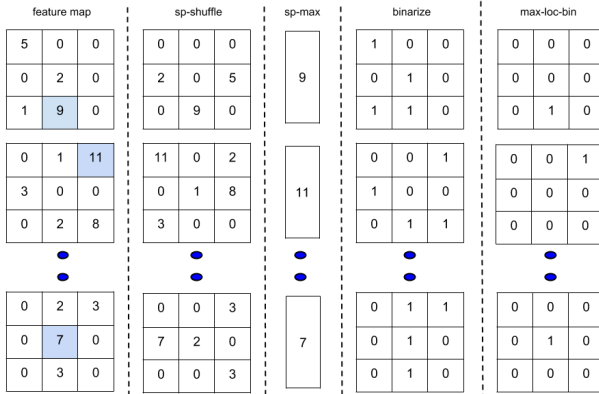 feature map sp-shuffle sp-max binarize max-loc-bin
5 0 0 0 0 0 1 0 0 0 0 0
0 2 0 2 0 5 9 0 1 0 0 0 0
1 9 0 0 9 0 1 1 0 0 1 0
0 1 11 11 0 2 0 0 1 0 0 1
3 0 0 0 1 8 11 1 0 0 0 0 0
0 2 8 3 0 0 0 1 1 0 0 0
0 2 3 0 0 3 0 1 1 0 0 0
0 7 0 7 2 0 7 0 1 0 0 1 0
0 3 0 0 0 3 0 1 0 0 0 0